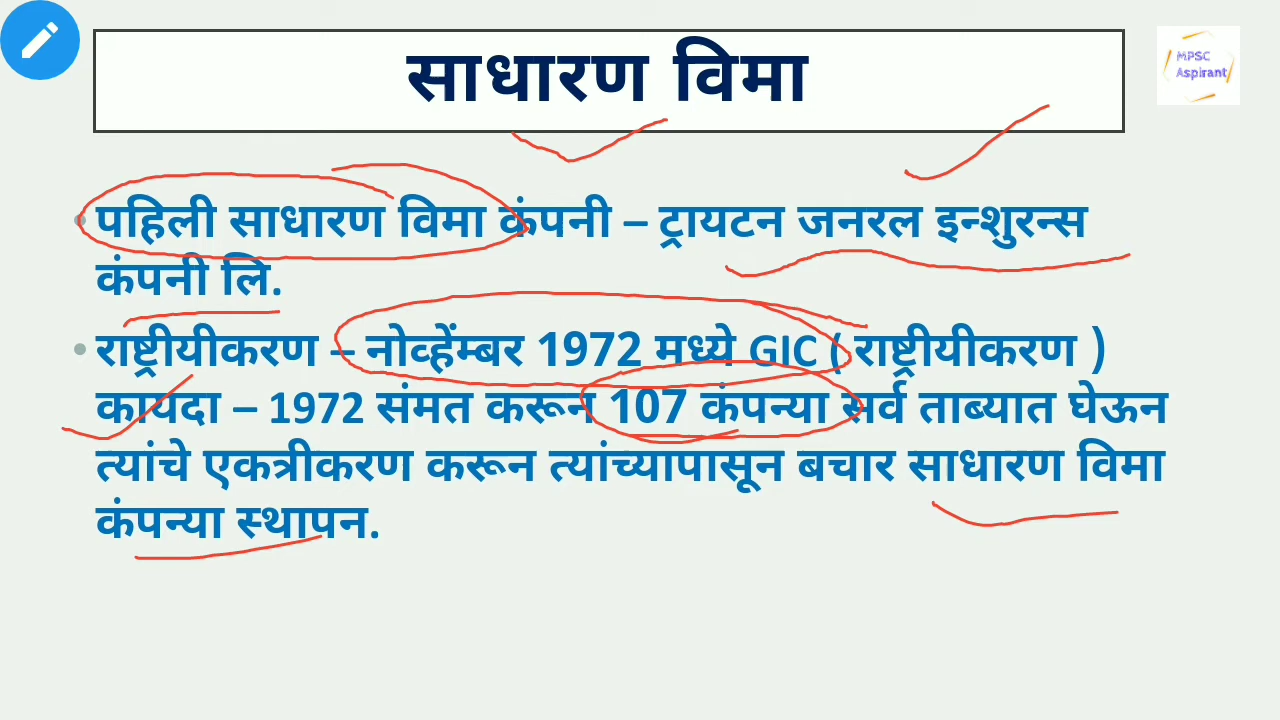 साधारण विमा
MPSC
Aspirant
• पहिली साधारण विमा कंपनी – ट्रायटन जनरल इन्शुरन्स
कंपनी लि.
• राष्ट्रीयीकरण – नोव्हेंम्बर 1972 मध्ये GIC ( राष्ट्रीयीकरण )
कायदा – 1972 संमत करून 107 कंपन्या सर्व ताब्यात घेऊन
त्यांचे एकत्रीकरण करून त्यांच्यापासून बचार साधारण विमा
कंपन्या स्थापन.